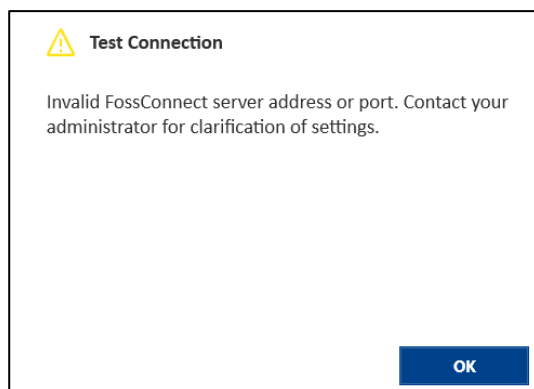 Test Connection
Invalid FossConnect server address or port. Contact your
administrator for clarification of settings.
OK